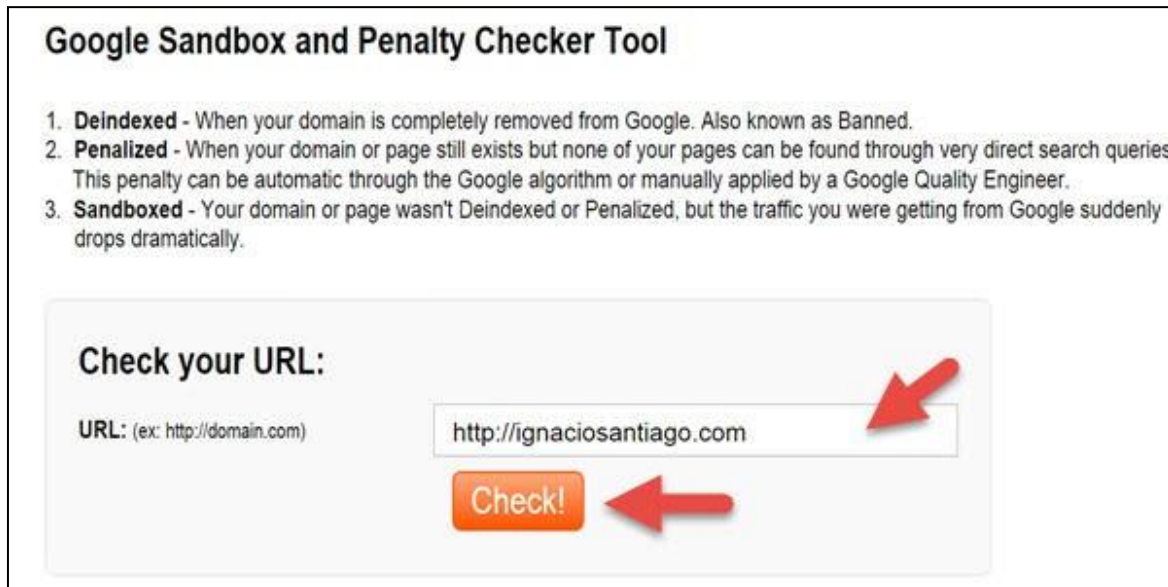 Google Sandbox and Penalty Checker Tool
1. Deindexed - When your domain is completely removed from Google. Also known as Banned.
2. Penalized - When your domain or page still exists but none of your pages can be found through very direct search queries
This penalty can be automatic through the Google algorithm or manually applied by a Google Quality Engineer.
3. Sandboxed - Your domain or page wasn't Deindexed or Penalized, but the traffic you were getting from Google suddenly
drops dramatically.
Check your URL:
URL: (ex: http://domain.com)
http://ignaciosantiago.com
Check!